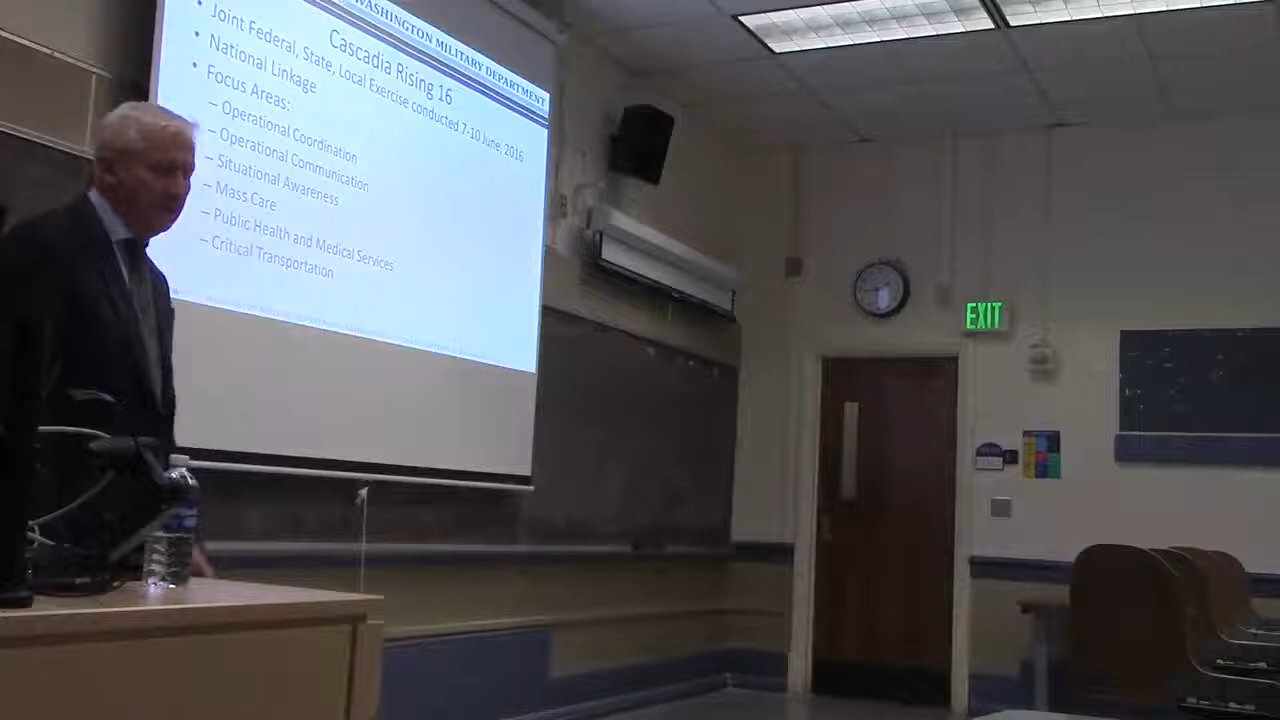 WASHINGTON MILITARY DEPARTMENT
Cascadia Rising 16
• Joint Federal, State, Local Exercise conducted 7-10 June, 2016
• National Linkage
• Focus Areas:
– Operational Coordination
– Operational Communication
– Situational Awareness
– Mass Care
– Public Health and Medical Services
– Critical Transportation
EXIT